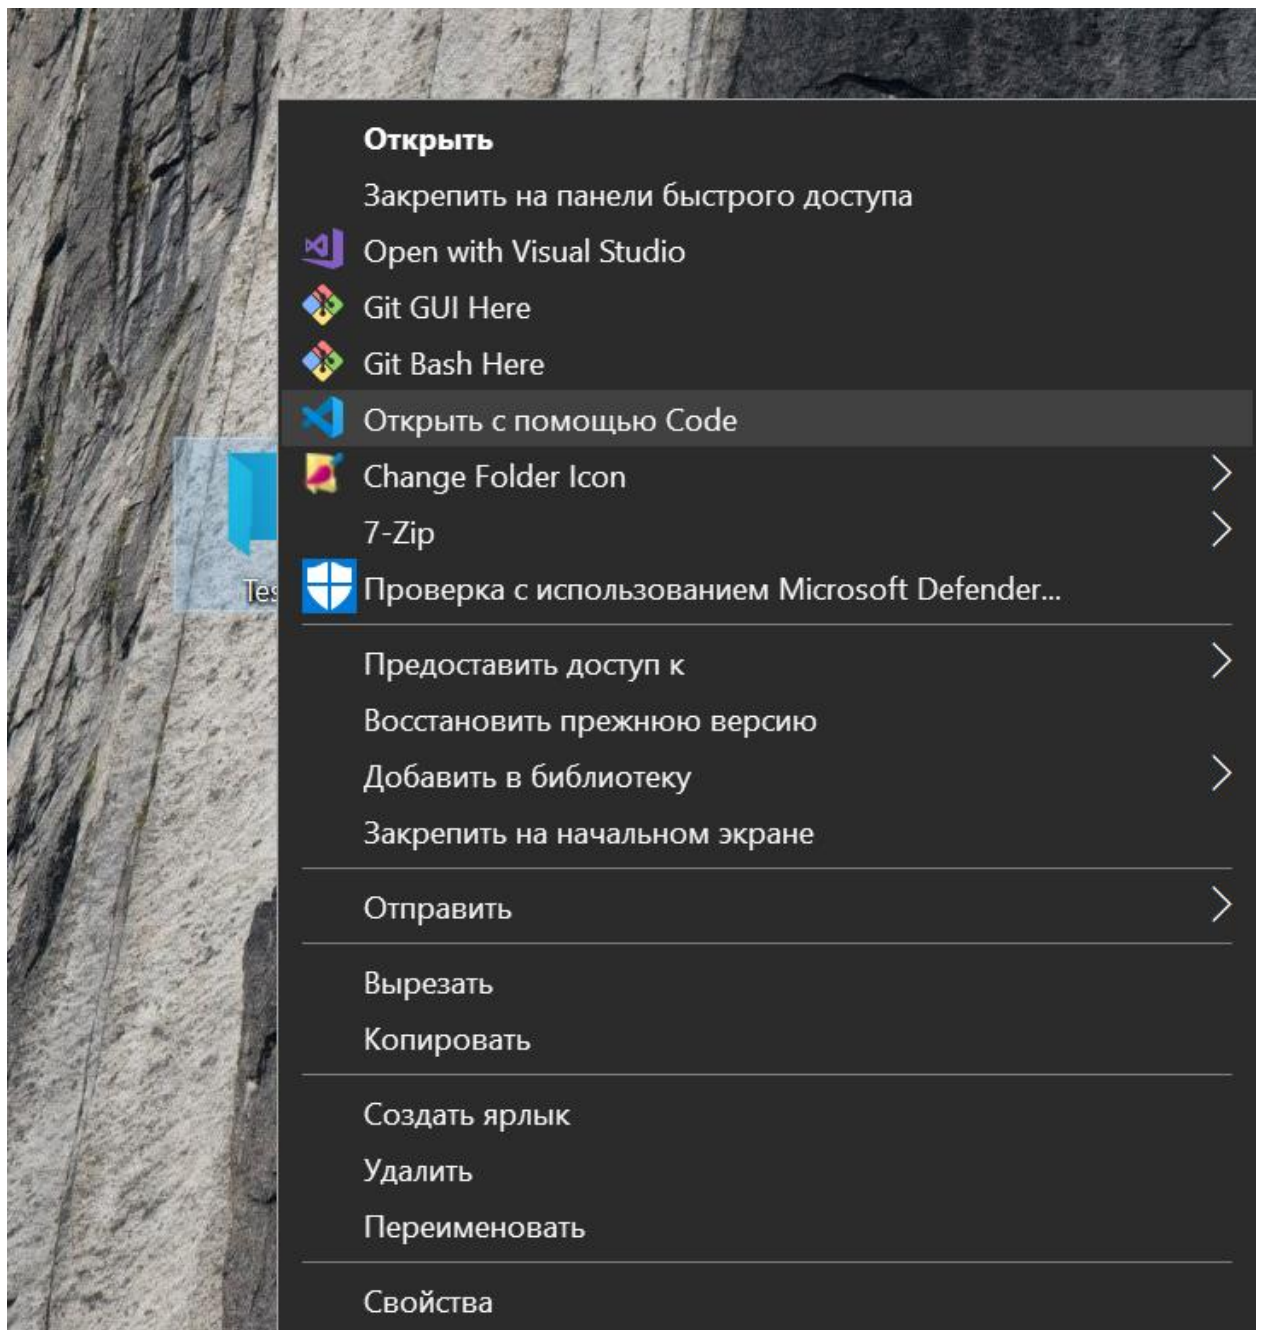 Открыть
Закрепить на панели быстрого доступа
Open with Visual Studio
Git GUI Here
Git Bash Here
Открыть с помощью Code
Change Folder Icon
7-Zip
Проверка с использованием Microsoft Defender...
Предоставить доступ к
Восстановить прежнюю версию
Добавить в библиотеку
Закрепить на начальном экране
Отправить
Вырезать
Копировать
Создать ярлык
Удалить
Переименовать
Свойства